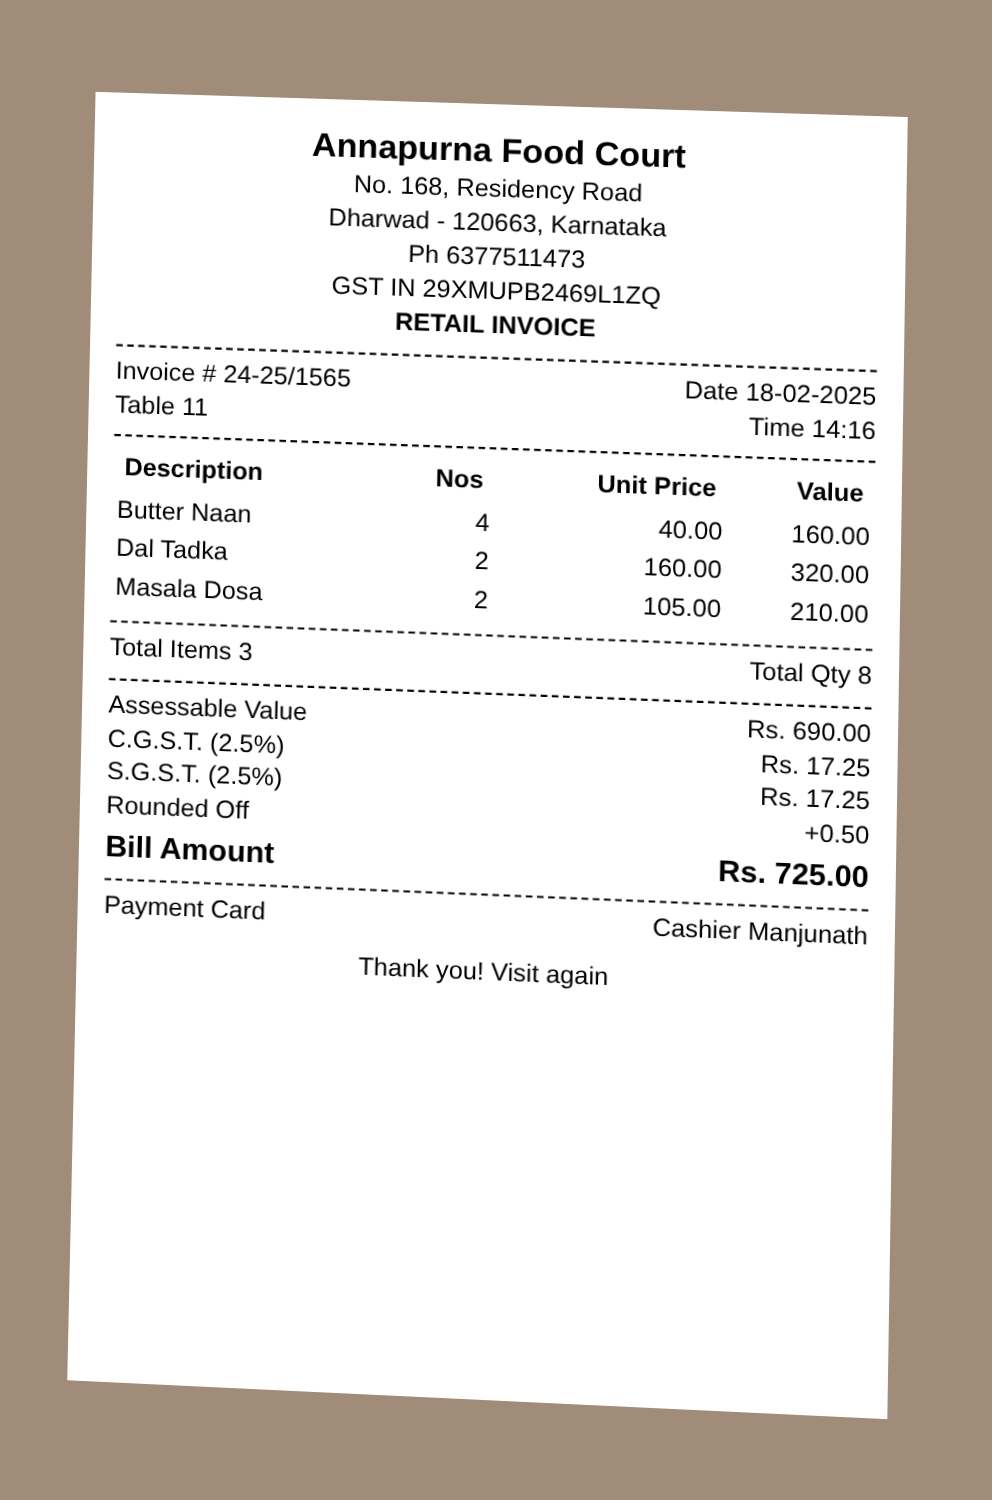 Annapurna Food Court
No. 168, Residency Road
Dharwad - 120663, Karnataka
Ph 6377511473
GST IN 29XMUPB2469L1ZQ
RETAIL INVOICE
Invoice # 24-25/1565 Date 18-02-2025
Table 11 Time 14:16
Description Nos Unit Price Value
Butter Naan 4 40.00 160.00
Dal Tadka 2 160.00 320.00
Masala Dosa 2 105.00 210.00
Total Items 3 Total Qty 8
Assessable Value Rs. 690.00
C.G.S.T. (2.5%) Rs. 17.25
S.G.S.T. (2.5%) Rs. 17.25
Rounded Off +0.50
Bill Amount Rs. 725.00
Payment Card Cashier Manjunath
Thank you! Visit again